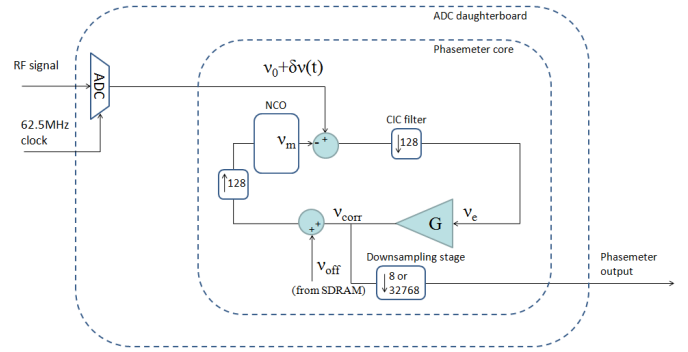 ADC daughterboard
Phasemeter core
RF signal
ADC
ν₀+δν(t)
62.5MHz
clock
NCO
νm
- +
CIC filter
↓128
↑128
νcorr
+
+
G
νe
νoff
(from SDRAM)
Downsampling stage
↓ 8 or
32768
Phasemeter
output